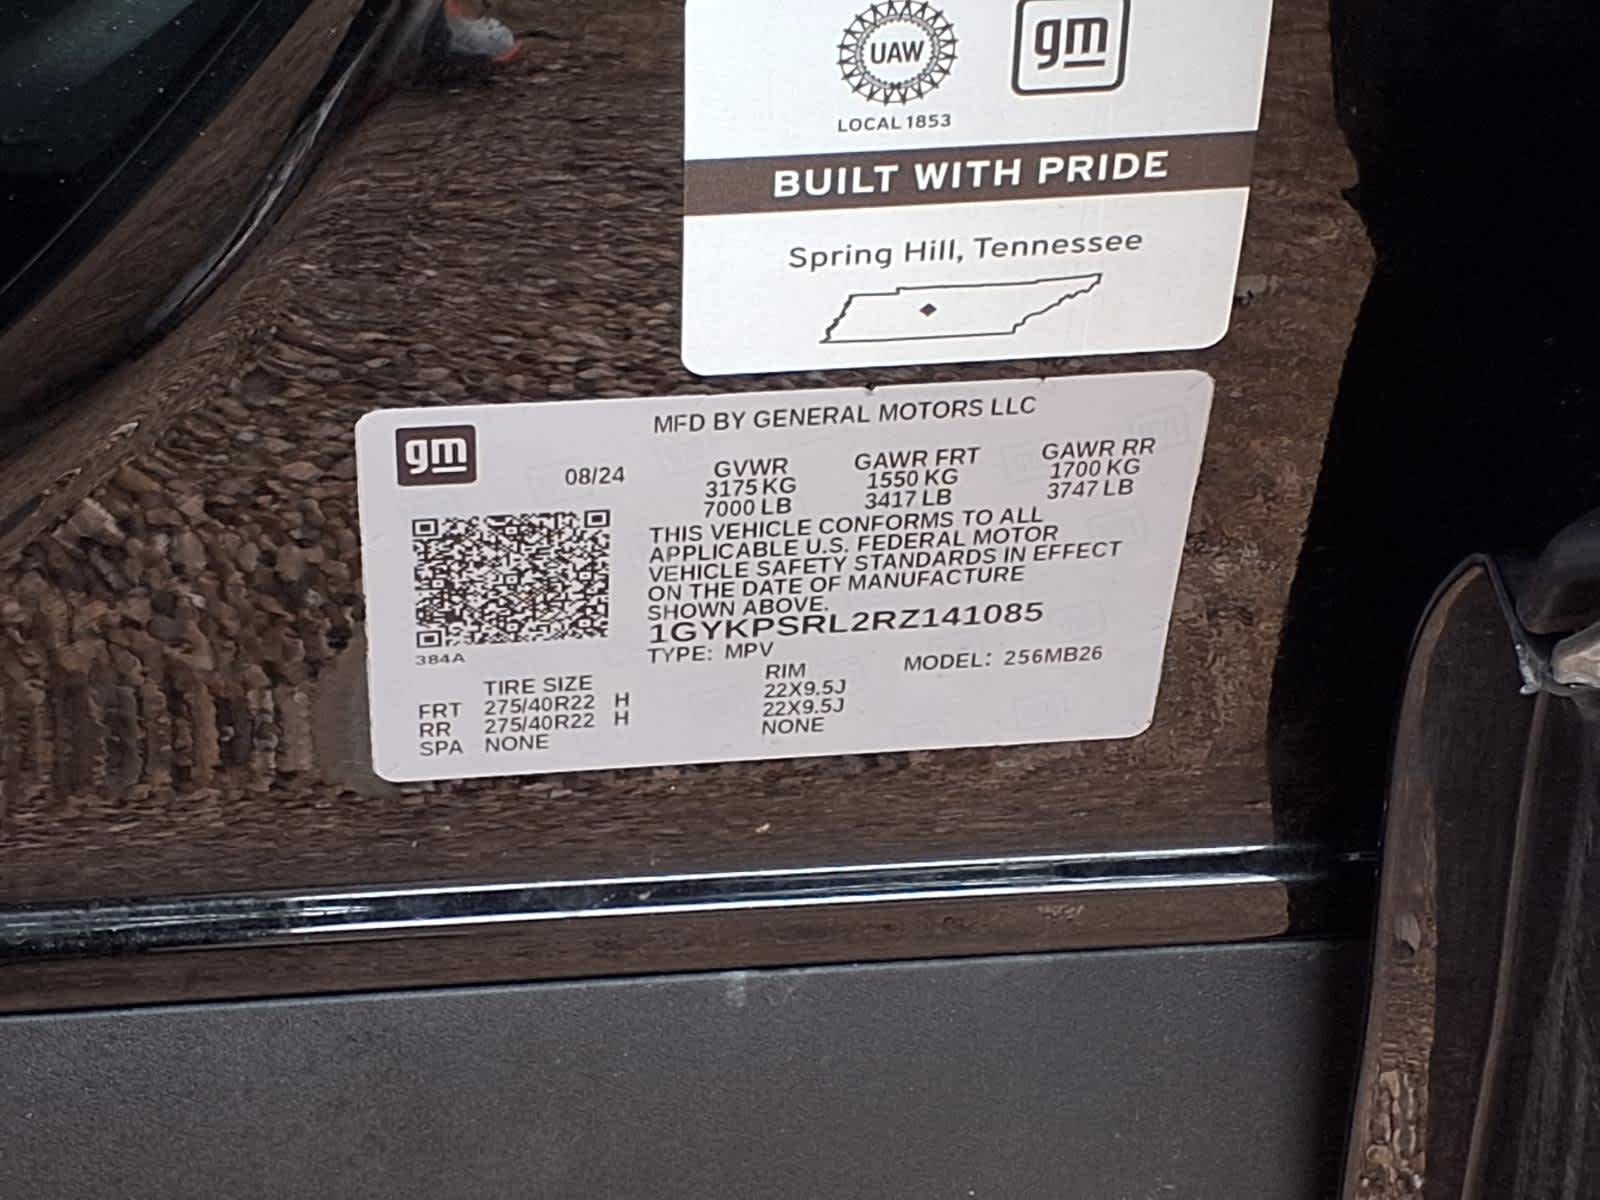 UAW
gm
LOCAL 1853
BUILT WITH PRIDE
Spring Hill, Tennessee
gm
MFD BY GENERAL MOTORS LLC
08/24
GVWR
3175 KG
7000 LB
GAWR FRT
1550 KG
3417 LB
GAWR RR
1700 KG
3747 LB
THIS VEHICLE CONFORMS TO ALL
APPLICABLE U.S. FEDERAL MOTOR
VEHICLE SAFETY STANDARDS IN EFFECT
ON THE DATE OF MANUFACTURE
SHOWN ABOVE.
1GYKPSRL2RZ141085
384A
TYPE: MPV
MODEL: 256MB26
TIRE SIZE RIM
FRT 275/40R22 H 22X9.5J
RR 275/40R22 H 22X9.5J
SPA NONE NONE